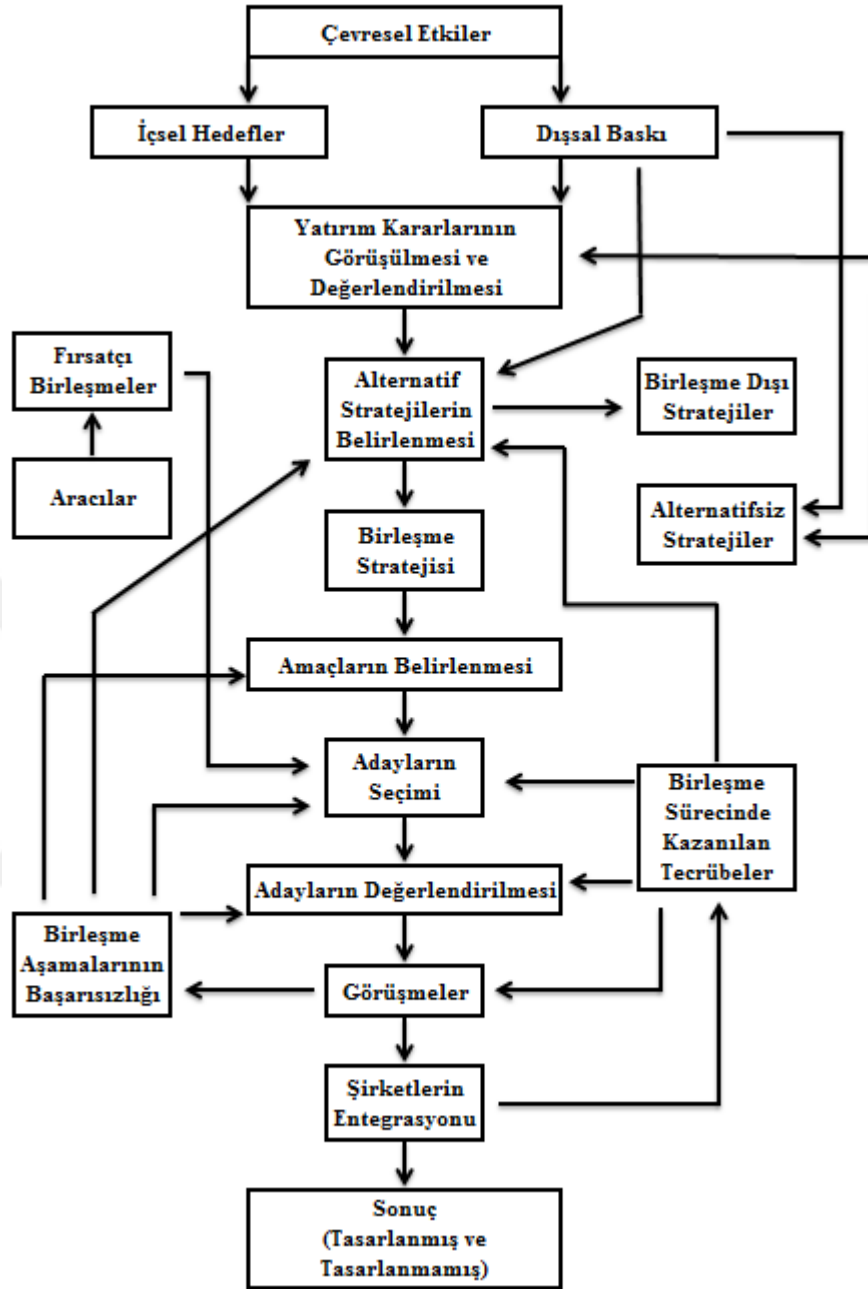 Çevresel Etkiler
İçsel Hedefler
Dışsal Baskı
Yatırım Kararlarının
Görüşülmesi ve
Değerlendirilmesi
Fırsatçı
Birleşmeler
Alternatif
Stratejilerin
Belirlenmesi
Birleşme Dışı
Stratejiler
Aracılar
Alternatifsiz
Stratejiler
Birleşme
Stratejisi
Amaçların Belirlenmesi
Adayların
Seçimi
Birleşme
Sürecinde
Kazanılan
Tecrübeler
Adayların Değerlendirilmesi
Birleşme
Aşamalarının
Başarısızlığı
Görüşmeler
Şirketlerin
Entegrasyonu
Sonuç
(Tasarlanmış ve
Tasarlanmamış)